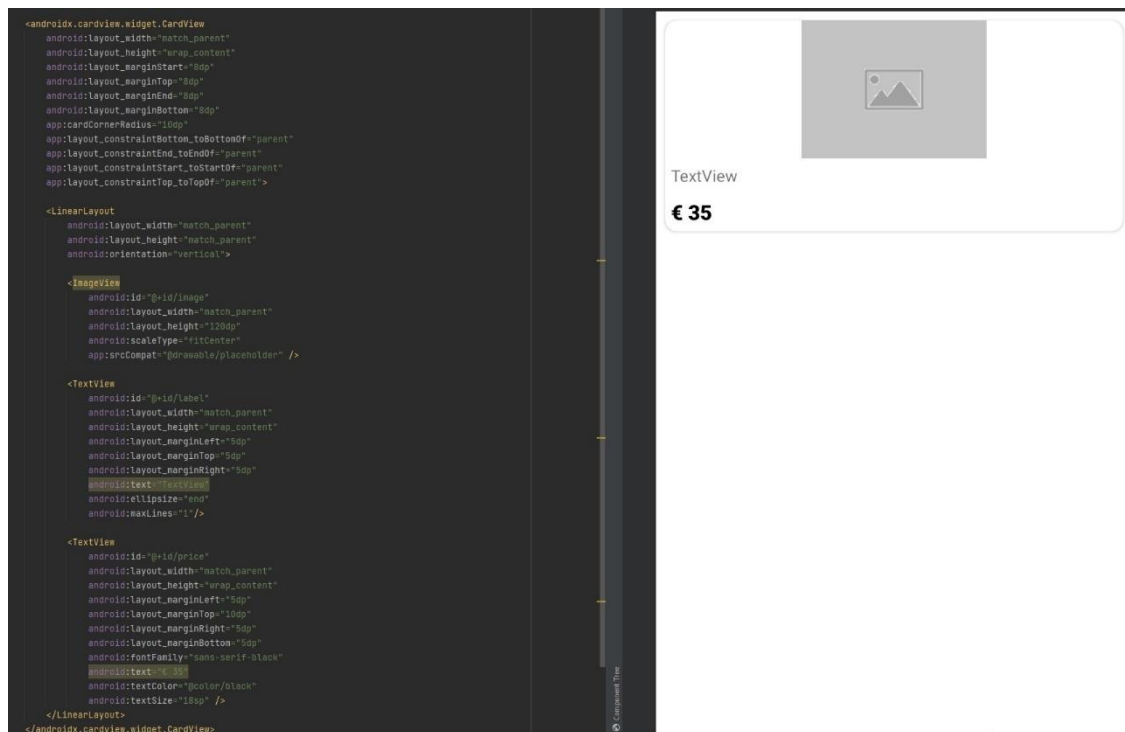 <androidx.cardview.widget.CardView
android:layout_width="match_parent"
android:layout_height="wrap_content"
android:layout_marginStart="8dp"
android:layout_marginTop="8dp"
android:layout_marginEnd="8dp"
android:layout_marginBottom="8dp"
app:cardCornerRadius="10dp"
app:layout_constraintBottom_toBottomOf="parent"
app:layout_constraintEnd_toEndOf="parent"
app:layout_constraintStart_toStartOf="parent"
app:layout_constraintTop_toTopOf="parent">
<LinearLayout
android:layout_width="match_parent"
android:layout_height="match_parent"
android:orientation="vertical">
<ImageView
android:id="@+id/image"
android:layout_width="match_parent"
android:layout_height="120dp"
android:scaleType="fitCenter"
app:srcCompat="@drawable/placeholder" />
<TextView
android:id="@+id/label"
android:layout_width="match_parent"
android:layout_height="wrap_content"
android:layout_marginLeft="5dp"
android:layout_marginTop="5dp"
android:layout_marginRight="5dp"
android:text="TextView"
android:ellipsize="end"
android:maxLines="1"/>
<TextView
android:id="@+id/price"
android:layout_width="match_parent"
android:layout_height="wrap_content"
android:layout_marginLeft="5dp"
android:layout_marginTop="10dp"
android:layout_marginRight="5dp"
android:layout_marginBottom="5dp"
android:fontFamily="sans-serif-black"
android:text="€ 35"
android:textColor="@color/black"
android:textSize="18sp" />
</LinearLayout>
</androidx.cardview.widget.CardView>
Component Tree
TextView
€ 35